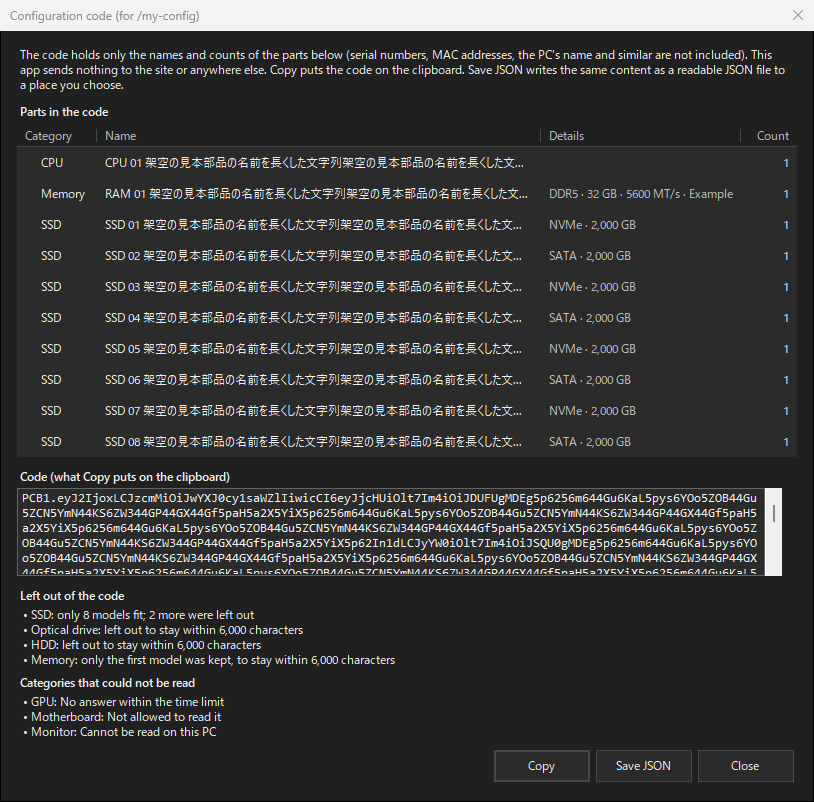 Configuration code (for /my-config)
The code holds only the names and counts of the parts below (serial numbers, MAC addresses, the PC's name and similar are not included). This
app sends nothing to the site or anywhere else. Copy puts the code on the clipboard. Save JSON writes the same content as a readable JSON file to
a place you choose.
Parts in the code
Category Name Details Count
CPU CPU 01 架空の見本部品の名前を長くした文字列架空の見本部品の名前を長くした文... 1
Memory RAM 01 架空の見本部品の名前を長くした文字列架空の見本部品の名前を長くした文... DDR5 · 32 GB · 5600 MT/s · Example 1
SSD SSD 01 架空の見本部品の名前を長くした文字列架空の見本部品の名前を長くした文... NVMe · 2,000 GB 1
SSD SSD 02 架空の見本部品の名前を長くした文字列架空の見本部品の名前を長くした文... SATA · 2,000 GB 1
SSD SSD 03 架空の見本部品の名前を長くした文字列架空の見本部品の名前を長くした文... NVMe · 2,000 GB 1
SSD SSD 04 架空の見本部品の名前を長くした文字列架空の見本部品の名前を長くした文... SATA · 2,000 GB 1
SSD SSD 05 架空の見本部品の名前を長くした文字列架空の見本部品の名前を長くした文... NVMe · 2,000 GB 1
SSD SSD 06 架空の見本部品の名前を長くした文字列架空の見本部品の名前を長くした文... SATA · 2,000 GB 1
SSD SSD 07 架空の見本部品の名前を長くした文字列架空の見本部品の名前を長くした文... NVMe · 2,000 GB 1
SSD SSD 08 架空の見本部品の名前を長くした文字列架空の見本部品の名前を長くした文... SATA · 2,000 GB 1
Code (what Copy puts on the clipboard)
PCB1.eyJ2IjoxLCJzcmMiOiJwYXJ0cy1saWZlIiwicCI6eyJjcHUiOlt7Im4iOiJDUFUgMDEg5p6256m644Gu6KaL5pys6YOo5ZOB44Gu
5ZCN5YmN44KS6ZW344GP44GX44Gf5paH5a2X5YiX5p6256m644Gu6KaL5pys6YOo5ZOB44Gu5ZCN5YmN44KS6ZW344GP44GX44Gf5paH5
a2X5YiX5p6256m644Gu6KaL5pys6YOo5ZOB44Gu5ZCN5YmN44KS6ZW344GP44GX44Gf5paH5a2X5YiX5p6256m644Gu6KaL5pys6YOo5Z
OB44Gu5ZCN5YmN44KS6ZW344GP44GX44Gf5paH5a2X5YiX5p62In1dLCJyYW0iOlt7Im4iOiJSQU0gMDEg5p6256m644Gu6KaL5pys6YO
o5ZOB44Gu5ZCN5YmN44KS6ZW344GP44GX44Gf5paH5a2X5YiX5p6256m644Gu6KaL5pys6YOo5ZOB44Gu5ZCN5YmN44KS6ZW344GP44GX
44Gf5paH5a2X5YiX5p6256m644Gu6KaL5pys6YOo5ZOB44Gu5ZCN5YmN44KS6ZW344GP44GX44Gf5paH5a2X5YiX5p6256m644Gu6KaL5
Left out of the code
• SSD: only 8 models fit; 2 more were left out
• Optical drive: left out to stay within 6,000 characters
• HDD: left out to stay within 6,000 characters
• Memory: only the first model was kept, to stay within 6,000 characters
Categories that could not be read
• GPU: No answer within the time limit
• Motherboard: Not allowed to read it
• Monitor: Cannot be read on this PC
Copy Save JSON Close